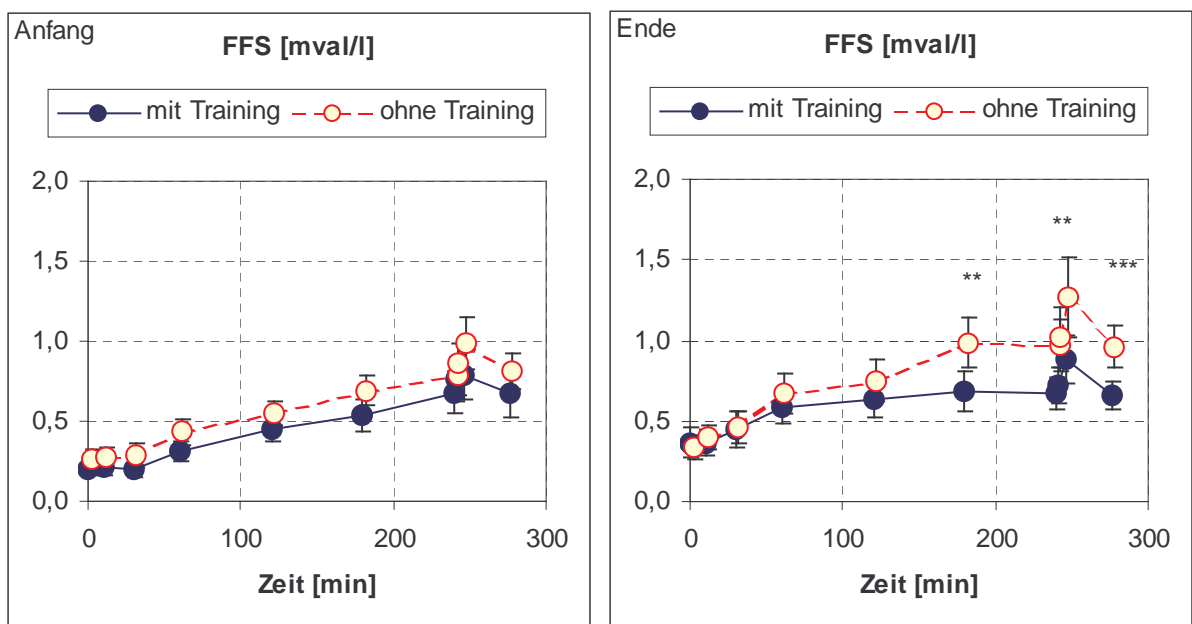 Anfang
FFS [mval/l]
mit Training
ohne Training
2,0
1,5
1,0
0,5
0,0
0
100
200
300
Zeit [min]
Ende
FFS [mval/l]
mit Training
ohne Training
2,0
1,5
1,0
0,5
0,0
**
**
***
0
100
200
300
Zeit [min]